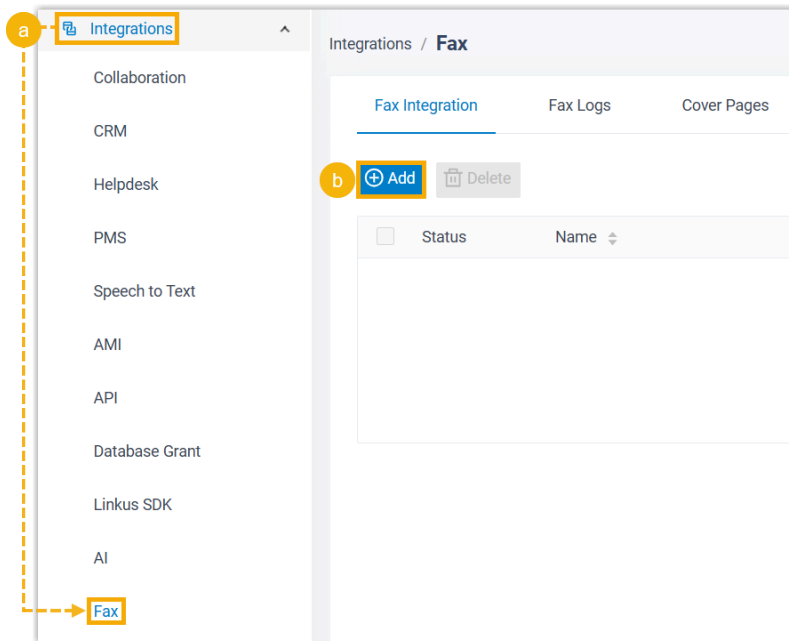 a
Integrations
Integrations / Fax
Collaboration
Fax Integration Fax Logs Cover Pages
CRM
b Add Delete
Helpdesk
PMS
Status Name
Speech to Text
AMI
API
Database Grant
Linkus SDK
AI
Fax